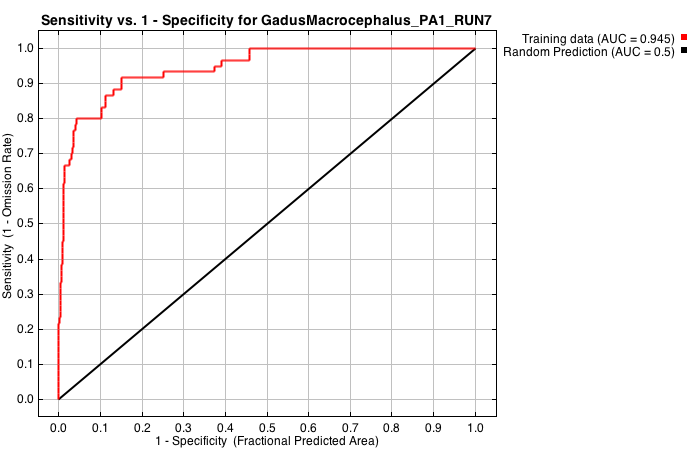 Sensitivity vs. 1 - Specificity for GadusMacrocephalus_PA1_RUN7
Training data (AUC = 0.945)
Random Prediction (AUC = 0.5)
Sensitivity (1 - Omission Rate)
1.0
0.9
0.8
0.7
0.6
0.5
0.4
0.3
0.2
0.1
0.0
0.0 0.1 0.2 0.3 0.4 0.5 0.6 0.7 0.8 0.9 1.0
1 - Specificity (Fractional Predicted Area)